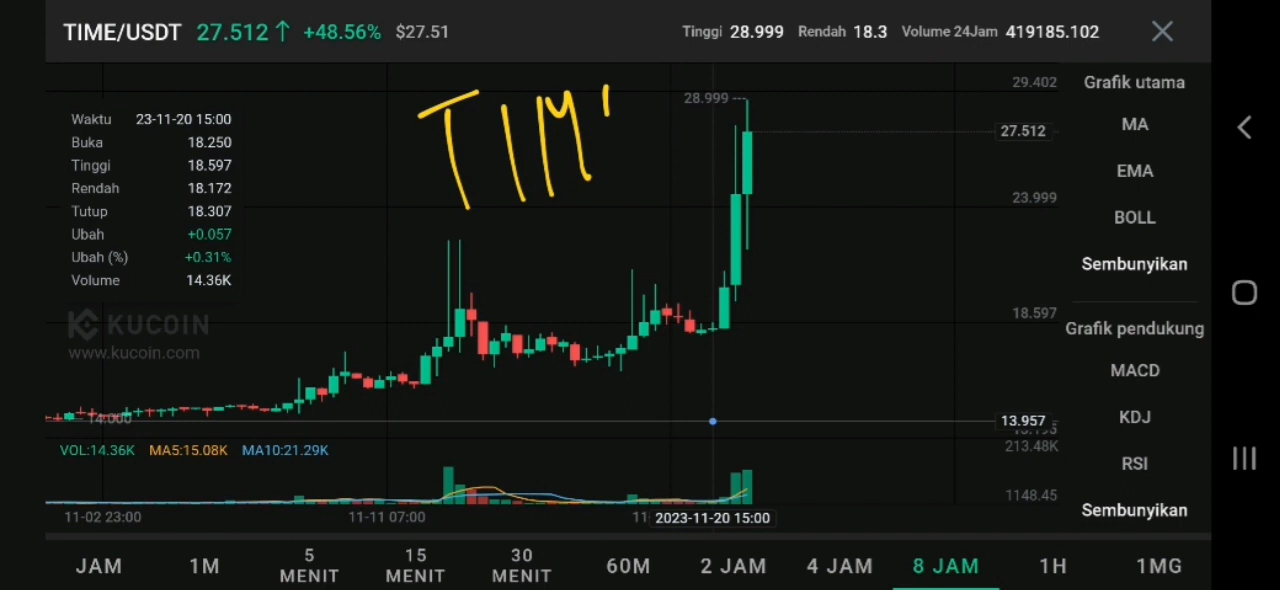 TIME/USDT 27.512↑ +48.56% $27.51 Tinggi 28.999 Rendah 18.3 Volume 24Jam 419185.102
Waktu 23-11-20 15:00
Buka 18.250
Tinggi 18.597
Rendah 18.172
Tutup 18.307
Ubah +0.057
Ubah (%) +0.31%
Volume 14.36K
KUCOIN
www.kucoin.com
TIM'
28.999
14.000
29.402
27.512
23.999
18.597
13.957
213.48K
1148.45
VOL:14.36K MA5:15.08K MA10:21.29K
11-02 23:00 11-11 07:00 11 2023-11-20 15:00
Grafik utama
MA
EMA
BOLL
Sembunyikan
Grafik pendukung
MACD
KDJ
RSI
Sembunyikan
JAM 1M 5 MENIT 15 MENIT 30 MENIT 60M 2 JAM 4 JAM 8 JAM 1H 1MG